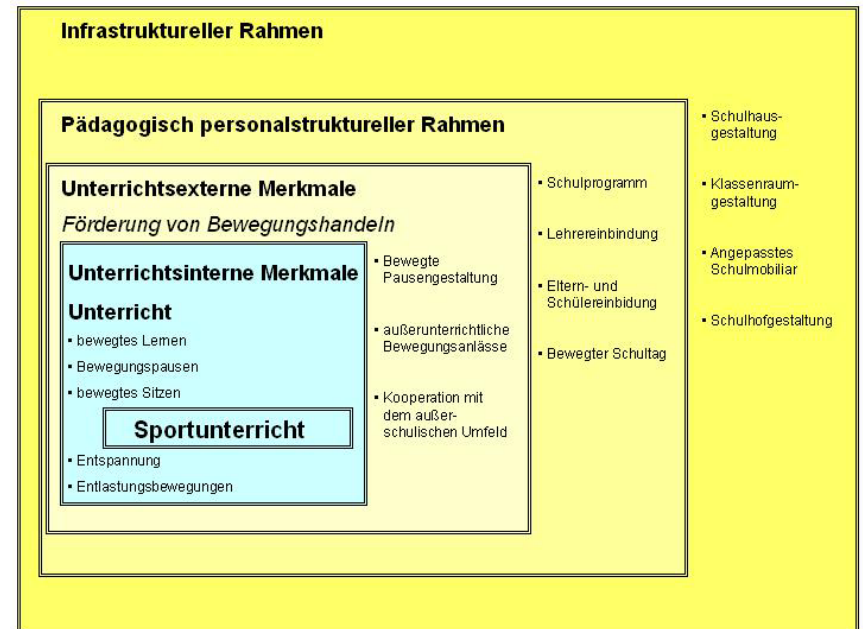 Infrastruktureller Rahmen
Pädagogisch personalstruktureller Rahmen
Unterrichtsexterne Merkmale
Förderung von Bewegungshandeln
Unterrichtsinterne Merkmale
Unterricht
▪ bewegtes Lernen
▪ Bewegungspausen
▪ bewegtes Sitzen
Sportunterricht
▪ Entspannung
▪ Entlastungsbewegungen
▪ Bewegte
Pausengestaltung
▪ außerunterrichtliche
Bewegungsanlässe
▪ Kooperation mit
dem außer-
schulischen Umfeld
▪ Schulprogramm
▪ Lehrereinbindung
▪ Eltern- und
Schülereinbidung
▪ Bewegter Schultag
▪ Schulhaus-
gestaltung
▪ Klassenraum-
gestaltung
▪ Angepasstes
Schulmobiliar
▪ Schulhofgestaltung